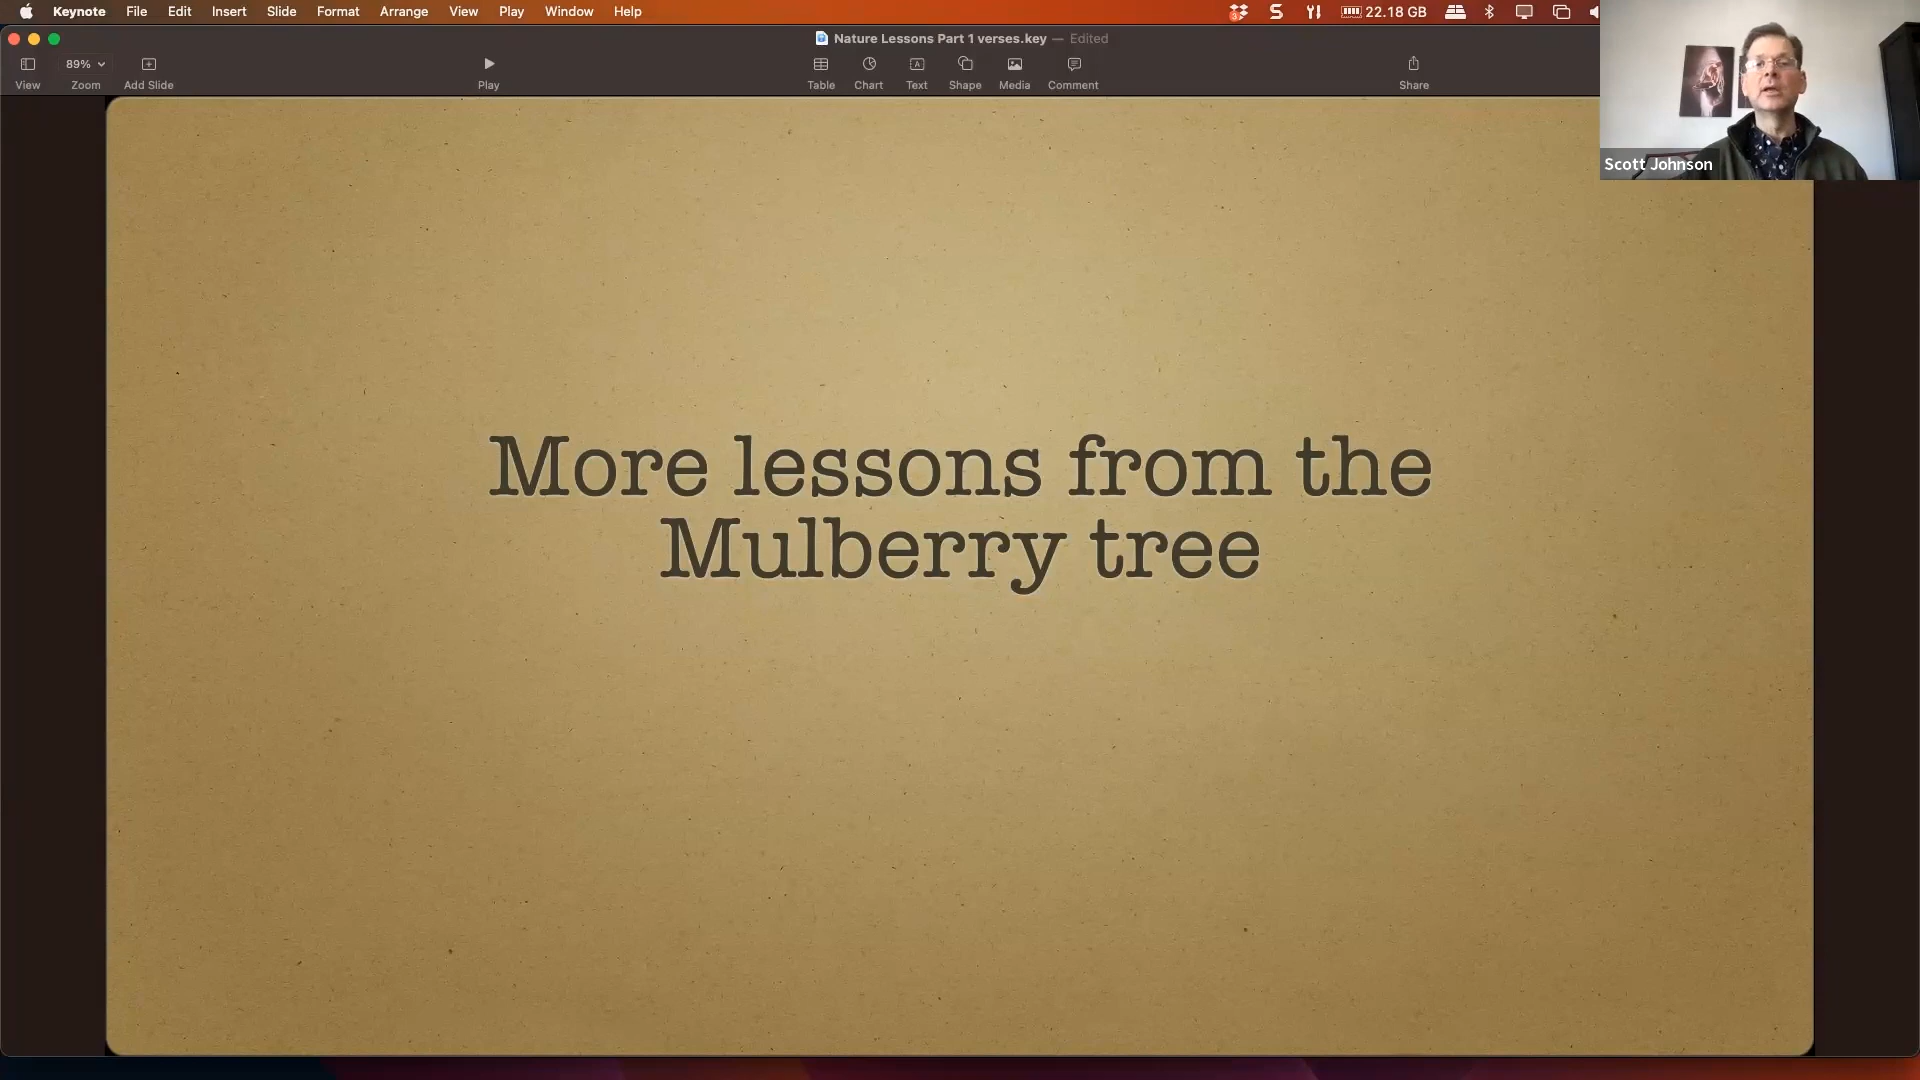 Keynote File Edit Insert Slide Format Arrange View Play Window Help 22.18 GB
Nature Lessons Part 1 verses.key — Edited
89%
View Zoom Add Slide Play Table Chart Text Shape Media Comment Share
Scott Johnson
More lessons from the
Mulberry tree